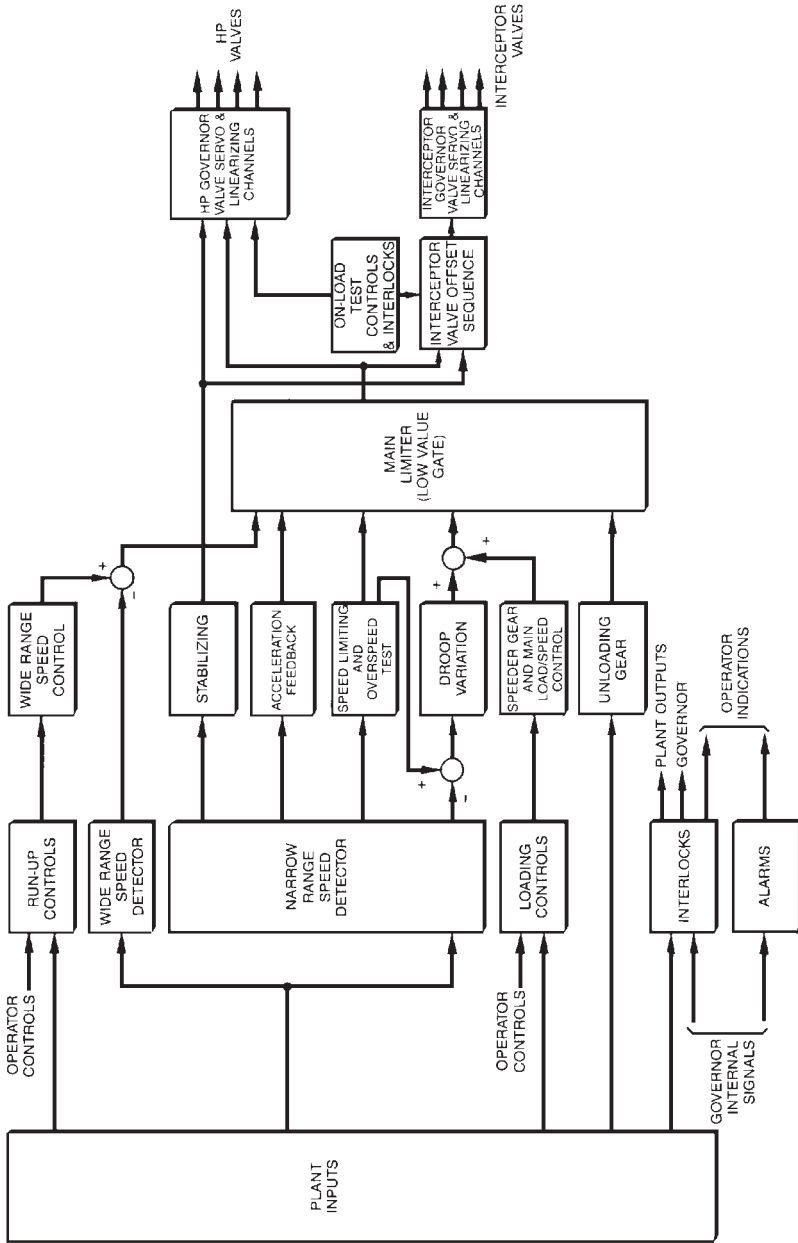 PLANT
INPUTS
OPERATOR
CONTROLS
RUN-UP
CONTROLS
WIDE RANGE
SPEED
CONTROL
+
-
WIDE RANGE
SPEED
DETECTOR
NARROW
RANGE
SPEED
DETECTOR
STABILIZING
ACCELERATION
FEEDBACK
SPEED LIMITING
AND
OVERSPEED
TEST
+
-
DROOP
VARIATION
+
+
OPERATOR
CONTROLS
LOADING
CONTROLS
SPEEDER GEAR
AND MAIN
LOAD/SPEED
CONTROL
UNLOADING
GEAR
MAIN
LIMITER
(LOW VALUE
GATE)
ON-LOAD
TEST
CONTROLS
& INTERLOCKS
INTERCEPTOR
VALVE OFFSET
SEQUENCE
HP GOVERNOR
VALVE SERVO &
LINEARIZING
CHANNELS
HP
VALVES
INTERCEPTOR
GOVERNOR
VALVE SERVO &
LINEARIZING
CHANNELS
INTERCEPTOR
VALVES
GOVERNOR
INTERNAL
SIGNALS
INTERLOCKS
ALARMS
PLANT OUTPUTS
GOVERNOR
OPERATOR
INDICATIONS